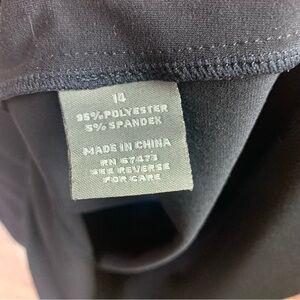 14
95% POLYESTER
5% SPANDEX
MADE IN CHINA
RN 67473
SEE REVERSE
FOR CARE